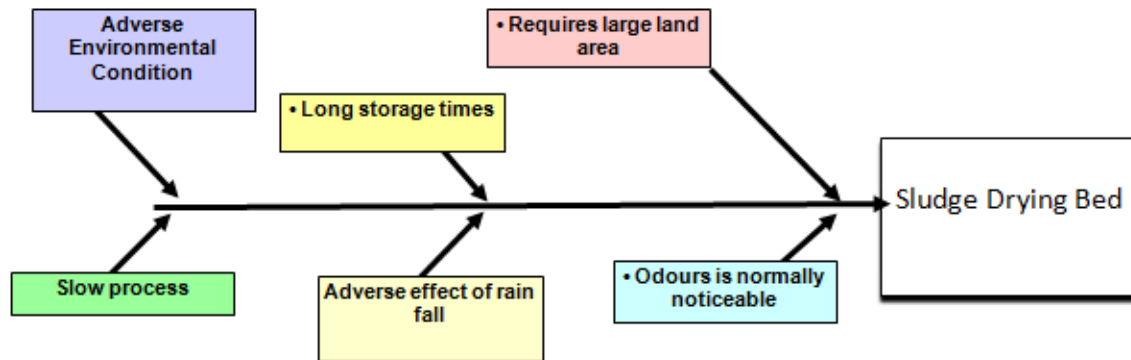 Adverse
Environmental
Condition
• Requires large land
area
• Long storage times
Sludge Drying Bed
Slow process
Adverse effect of rain
fall
• Odours is normally
noticeable